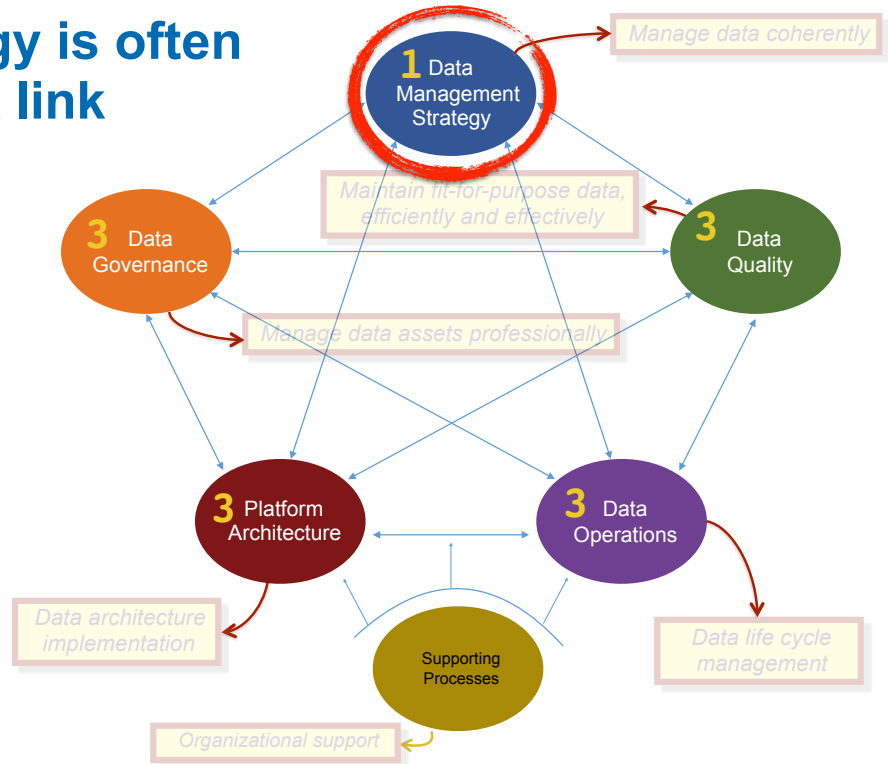 gy is often
link
1 Data
Management
Strategy
Manage data coherently
Maintain fit-for-purpose data,
efficiently and effectively
3 Data
Governance
3 Data
Quality
Manage data assets professionally
3 Platform
Architecture
3 Data
Operations
Data architecture
implementation
Supporting
Processes
Data life cycle
management
Organizational support